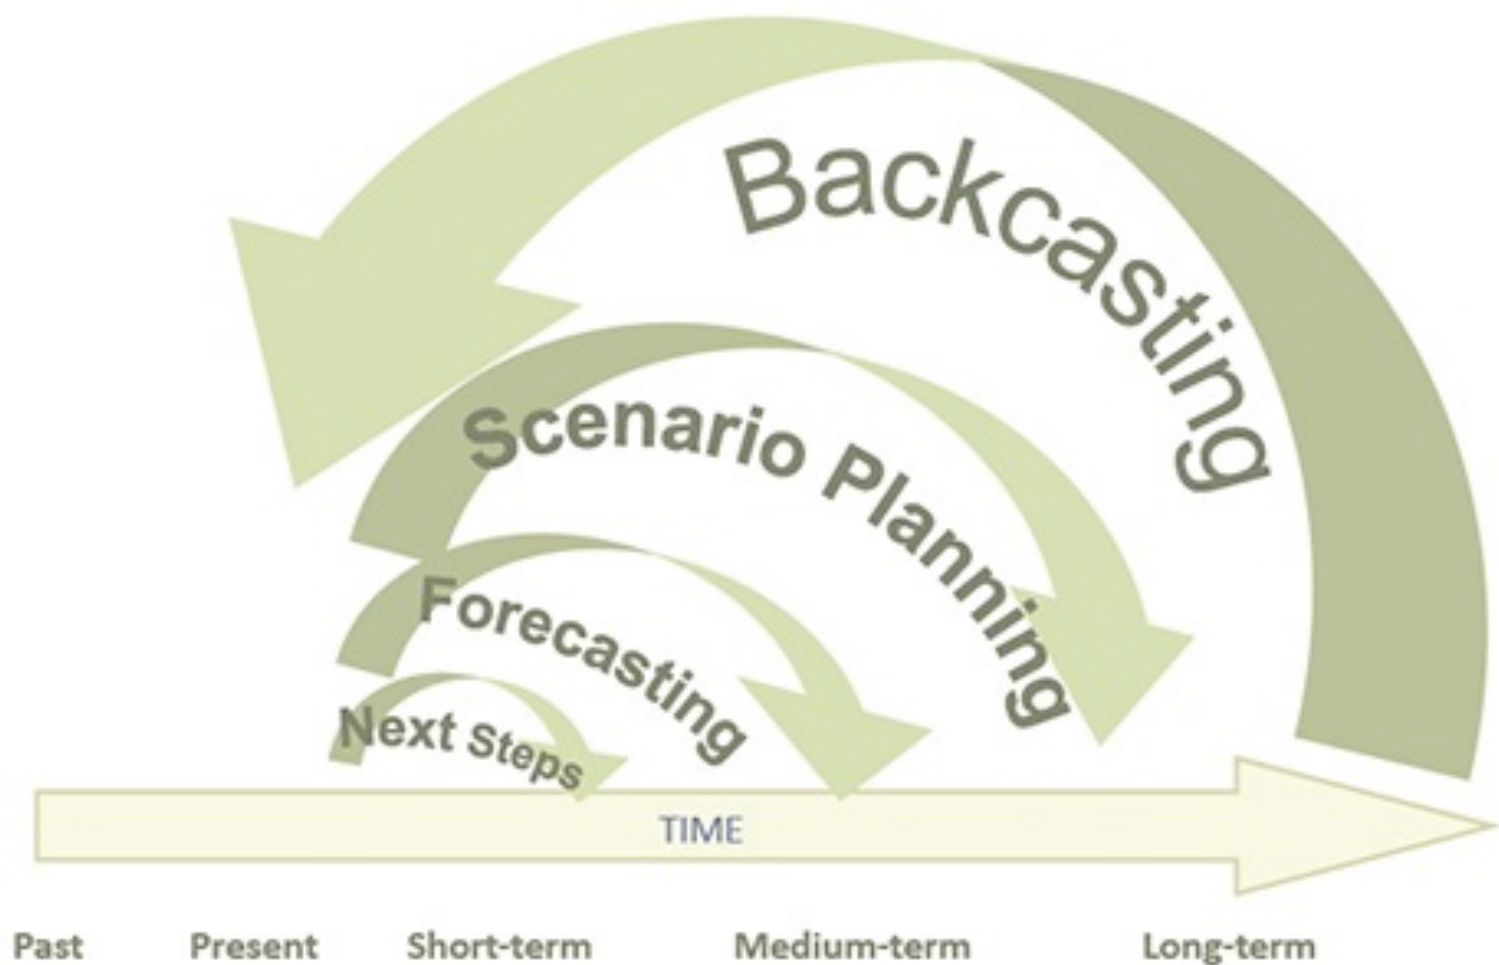 Backcasting
Scenario Planning
Forecasting
Next Steps
TIME
Past Present Short-term Medium-term Long-term